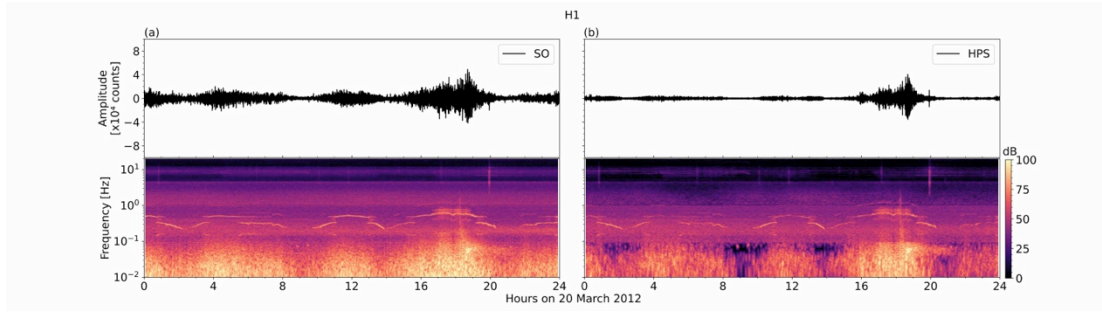 H1
(a)
(b)
SO
HPS
Amplitude
[x10⁴ counts]
8
4
0
−4
−8
Frequency [Hz]
10¹
10⁰
10⁻¹
10⁻²
dB
100
75
50
25
0
0 4 8 12 16 20 24
0 4 8 12 16 20 24
Hours on 20 March 2012